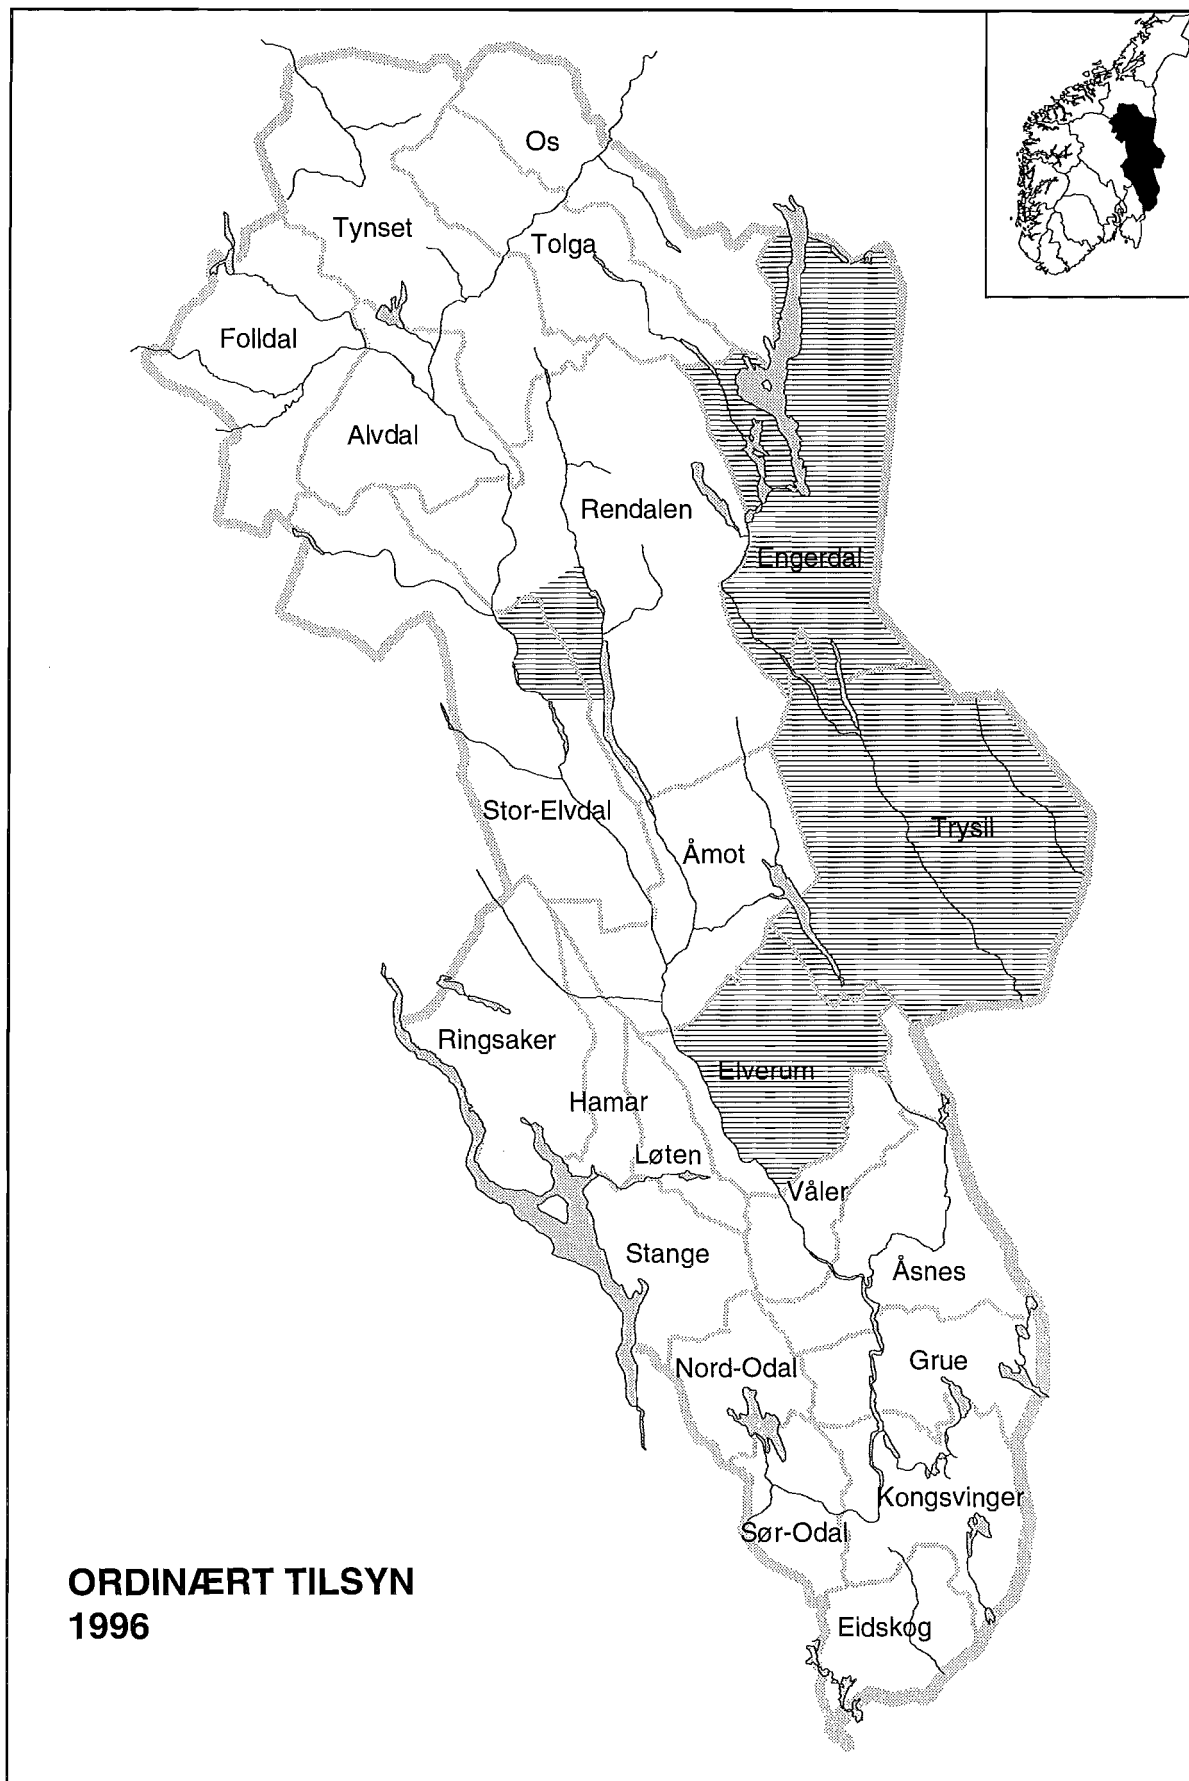 Os
Tynset
Tolga
Folldal
Alvdal
Rendalen
Engerdal
Stor-Elvdal
Trysil
Åmot
Ringsaker
Elverum
Hamar
Løten
Våler
Stange
Åsnes
Nord-Odal
Grue
Kongsvinger
Sør-Odal
Eidskog
ORDINÆRT TILSYN
1996